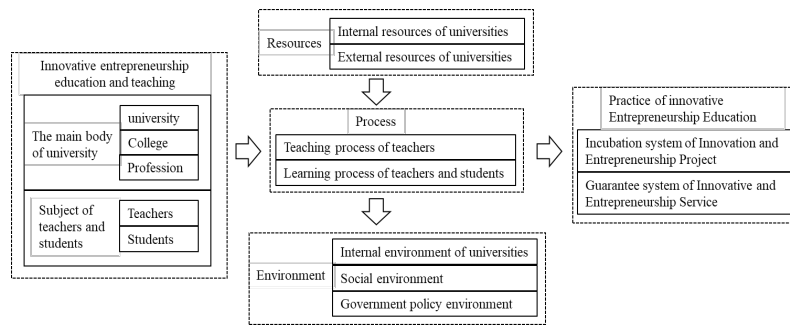 Innovative entrepreneurship
education and teaching
The main body
of university
university
College
Profession
Subject of
teachers and
students
Teachers
Students
Resources
Internal resources of universities
External resources of universities
Process
Teaching process of teachers
Learning process of teachers and students
Environment
Internal environment of universities
Social environment
Government policy environment
Practice of innovative
Entrepreneurship Education
Incubation system of Innovation and
Entrepreneurship Project
Guarantee system of Innovative and
Entrepreneurship Service